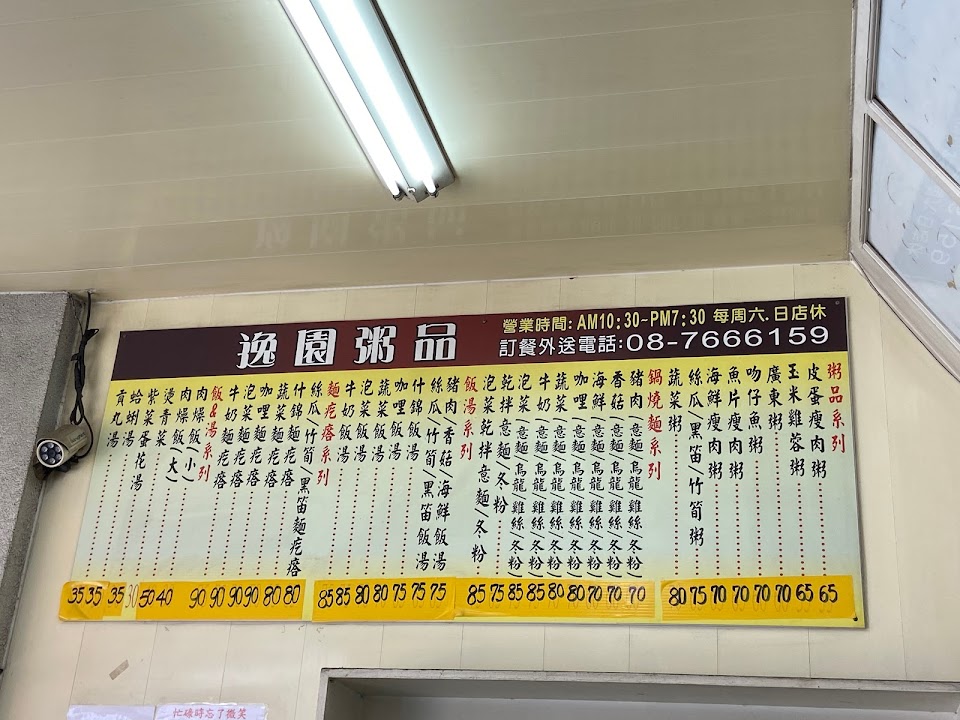 逸園粥品
營業時間: AM10:30~PM7:30 每周六.日店休
訂餐外送電話:08-7666159
粥品系列
皮蛋瘦肉粥
玉米雞蓉粥
廣東粥
吻仔魚粥
魚片瘦肉粥
海鮮瘦肉粥
絲瓜/黑笛/竹筍粥
蔬菜粥
鍋燒麵系列
豬肉(意麵/烏龍/雞絲/冬粉)
香菇(意麵/烏龍/雞絲/冬粉)
海鮮(意麵/烏龍/雞絲/冬粉)
咖哩(意麵/烏龍/雞絲/冬粉)
牛奶(意麵/烏龍/雞絲/冬粉)
泡菜(意麵/烏龍/雞絲/冬粉)
乾拌意麵/冬粉
泡菜乾拌意麵/冬粉
飯湯系列
豬肉/香菇/海鮮飯湯
絲瓜/竹筍/黑笛飯湯
什錦飯湯
咖哩飯湯
蔬菜飯湯
泡菜飯湯
牛奶飯湯
麵疙瘩系列
絲瓜/竹筍/黑笛麵疙瘩
什錦麵疙瘩
蔬菜麵疙瘩
咖哩麵疙瘩
泡菜麵疙瘩
牛奶麵疙瘩
飯&湯系列
肉燥飯(小)
肉燥飯(大)
燙青菜
紫菜蛋花湯
蛤蜊湯
貢丸湯
35 35 35 30 50 40 90 90 90 90 80 80 85 85 80 80 75 75 75 85 75 85 85 80 80 70 70 70 80 75 70 70 70 70 65 65
忙碌時忘了微笑